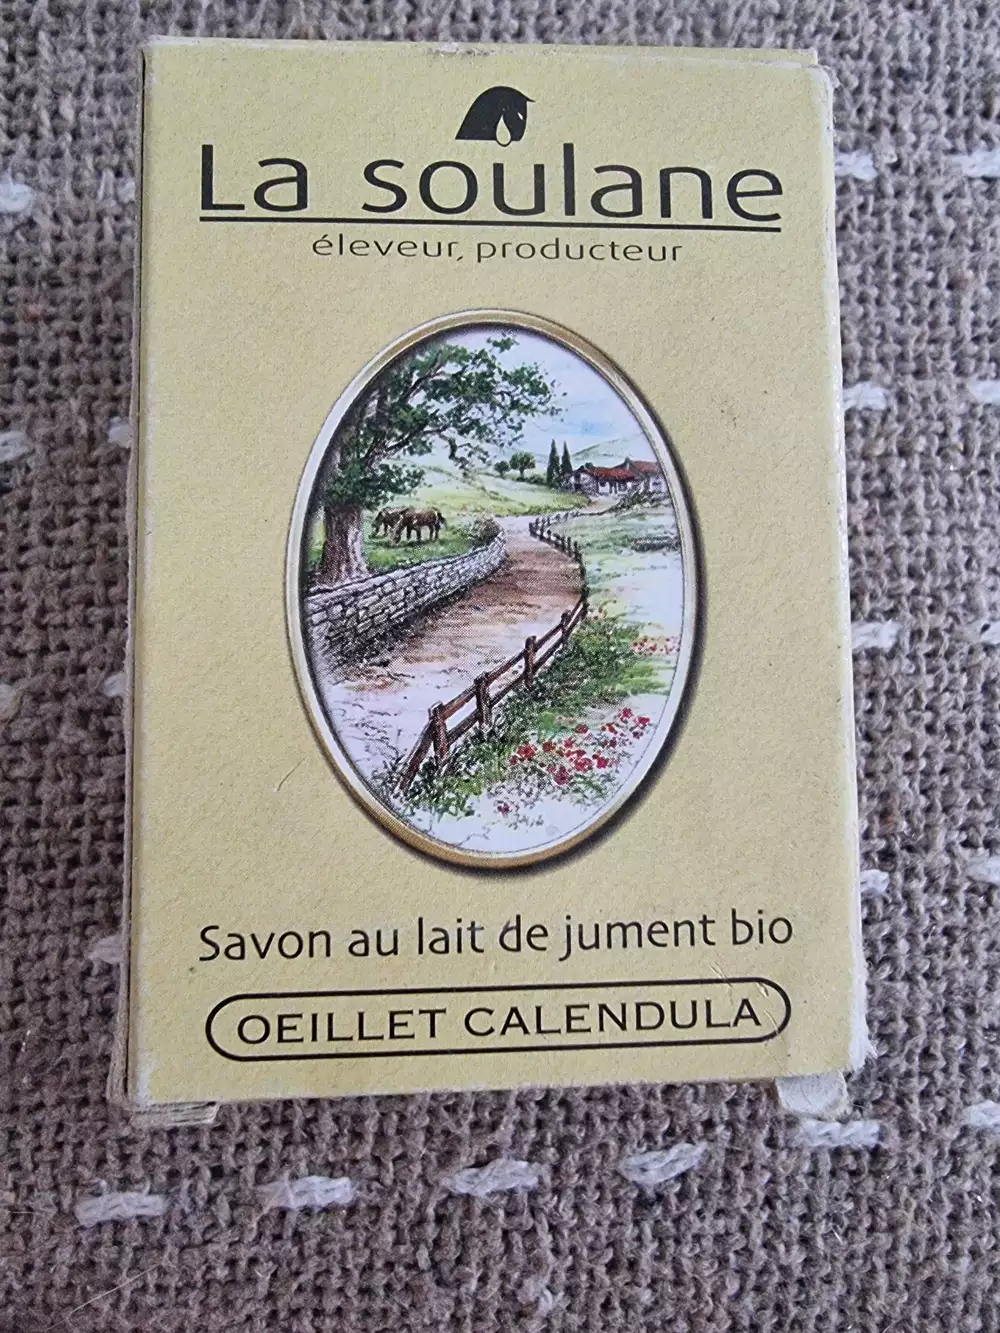 La soulane
éleveur, producteur
Savon au lait de jument bio
OEILLET CALENDULA